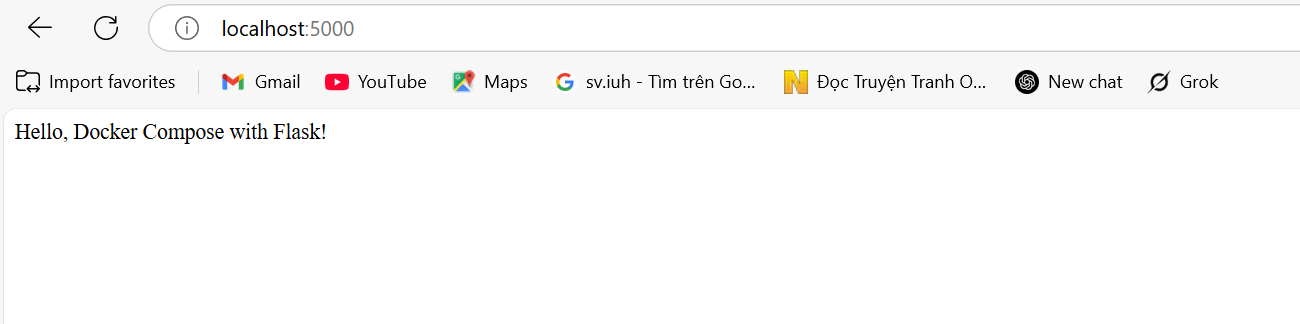 localhost:5000
Import favorites Gmail YouTube Maps sv.iuh - Tìm trên Go... Đọc Truyện Tranh O... New chat Grok
Hello, Docker Compose with Flask!